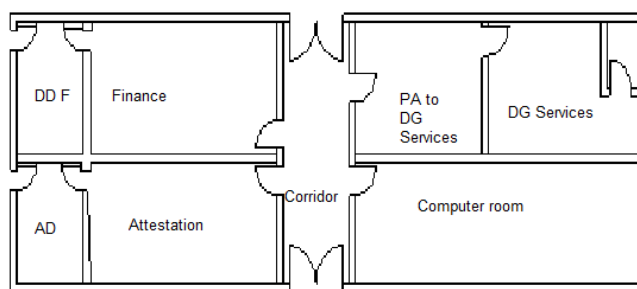 DD F
Finance
PA to
DG
Services
DG Services
AD
Attestation
Corridor
Computer room